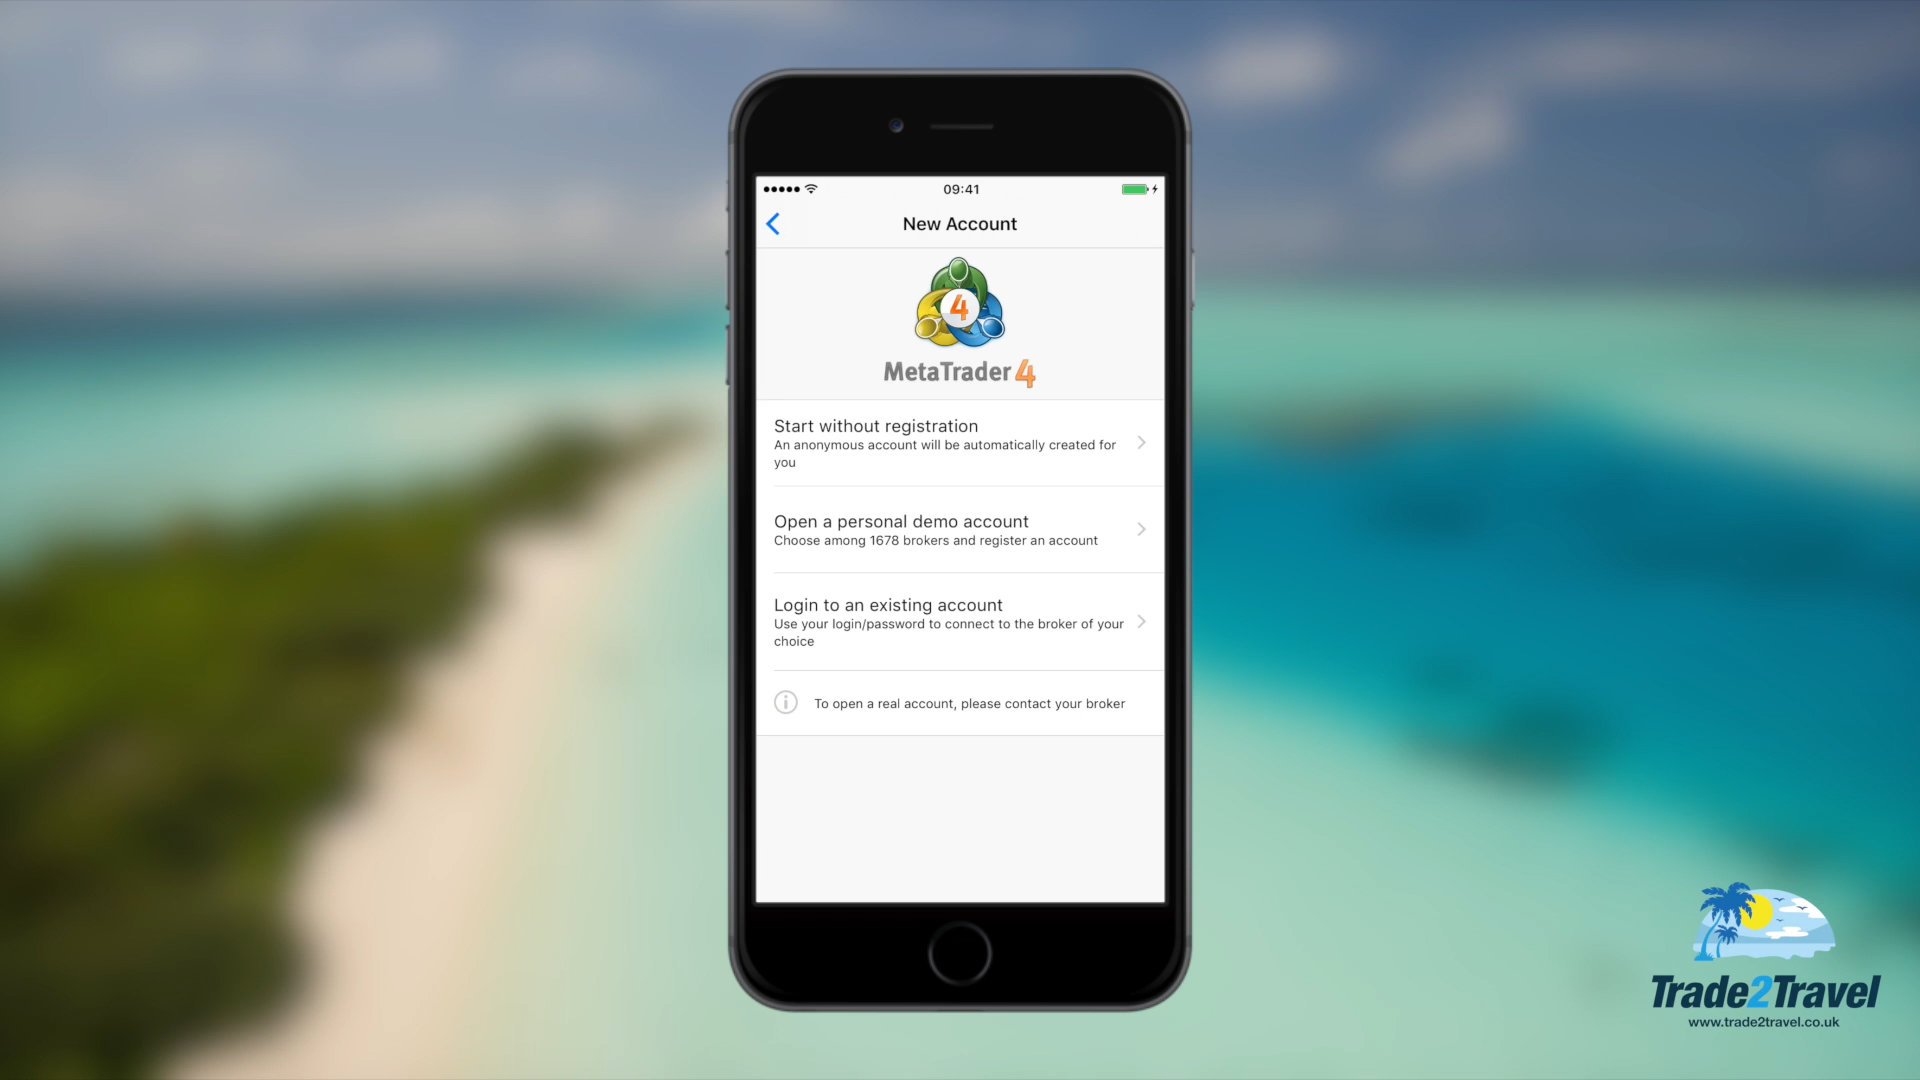 09:41
New Account
4
MetaTrader 4
Start without registration
An anonymous account will be automatically created for
you
Open a personal demo account
Choose among 1678 brokers and register an account
Login to an existing account
Use your login/password to connect to the broker of your
choice
To open a real account, please contact your broker
Trade2Travel
www.trade2travel.co.uk